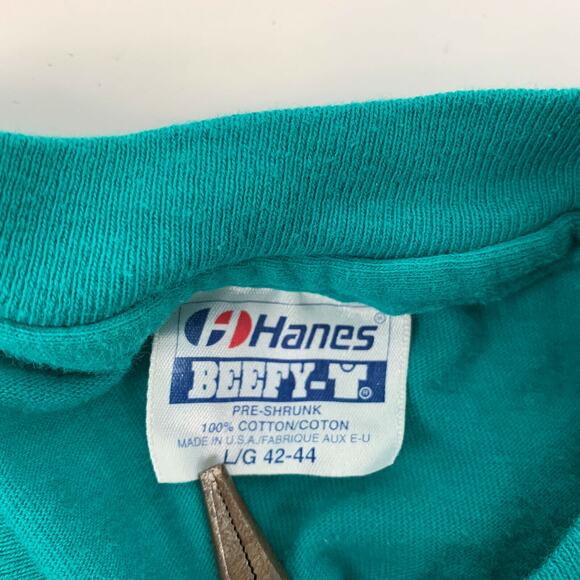 Hanes®
BEEFY-T®
PRE-SHRUNK
100% COTTON/COTON
MADE IN U.S.A./FABRIQUE AUX E-U
L/G 42-44